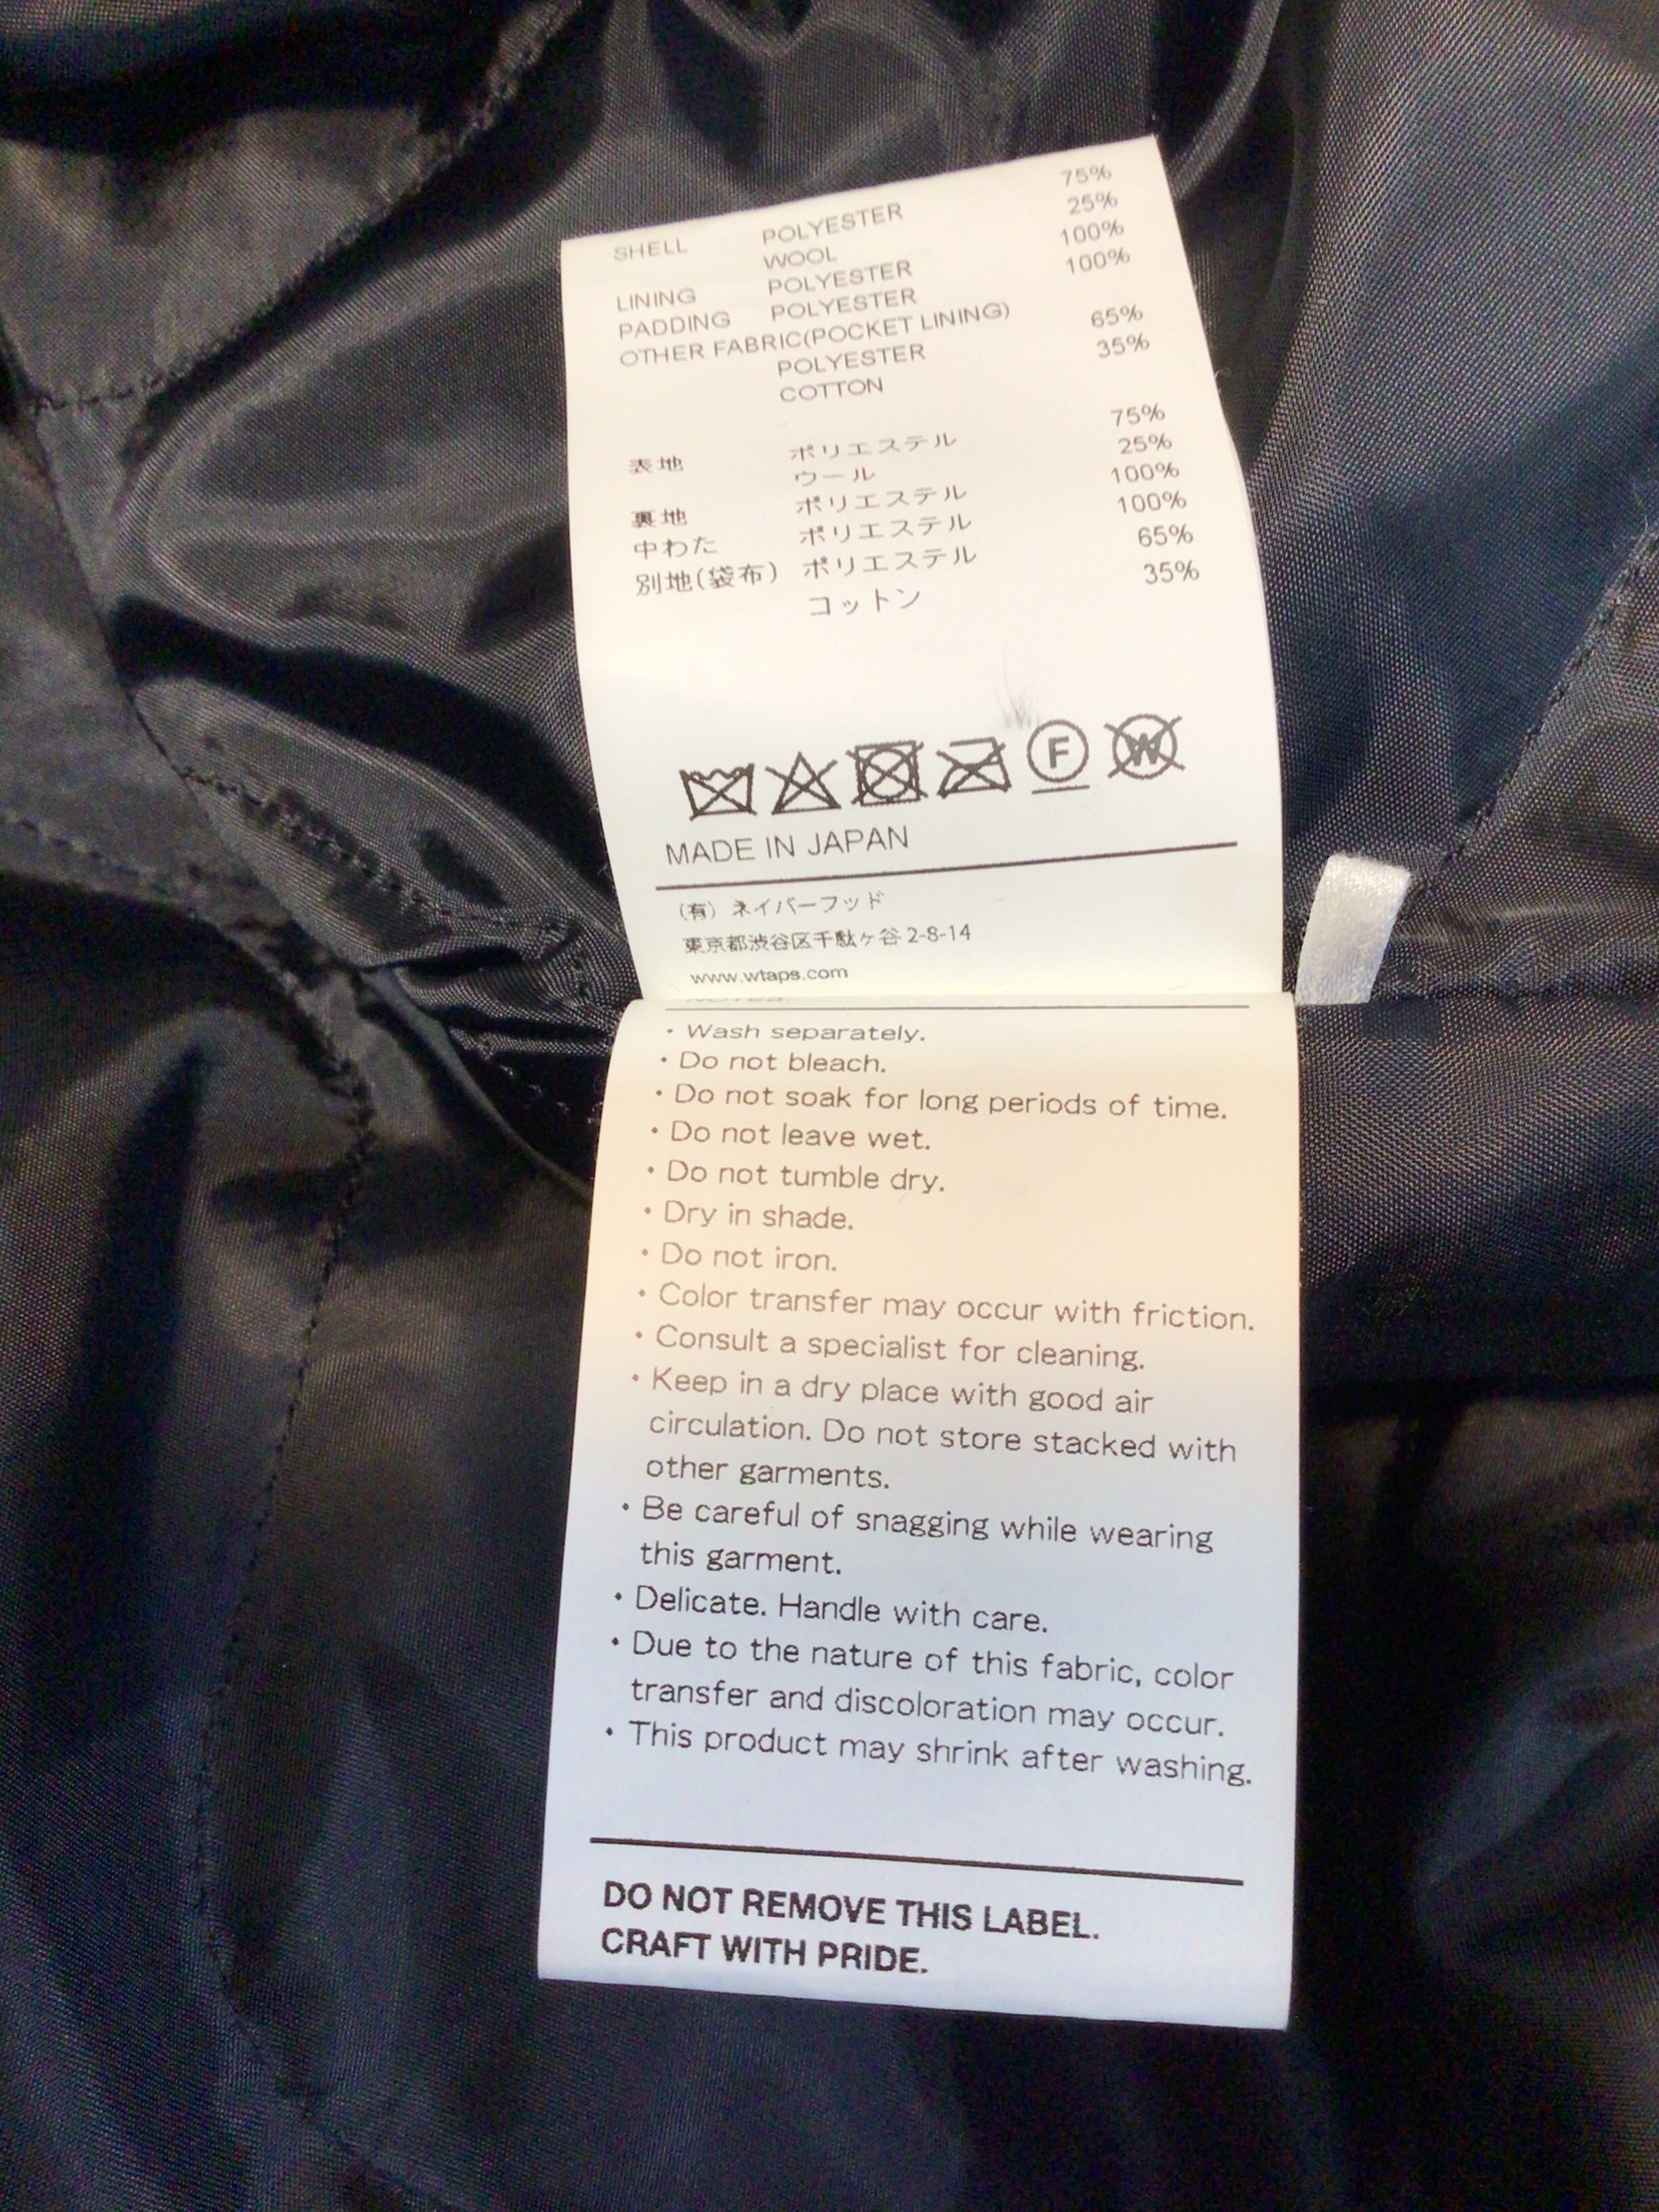 75%
SHELL POLYESTER 25%
WOOL 100%
LINING POLYESTER 100%
PADDING POLYESTER
OTHER FABRIC(POCKET LINING) 65%
POLYESTER 35%
COTTON
75%
表地 ポリエステル 25%
ウール 100%
裏地 ポリエステル 100%
中わた ポリエステル 65%
別地(袋布) ポリエステル 35%
コットン
F W
MADE IN JAPAN
(有) ネイバーフッド
東京都渋谷区千駄ヶ谷 2-8-14
www.wtaps.com
・Wash separately.
・Do not bleach.
・Do not soak for long periods of time.
・Do not leave wet.
・Do not tumble dry.
・Dry in shade.
・Do not iron.
・Color transfer may occur with friction.
・Consult a specialist for cleaning.
・Keep in a dry place with good air
circulation. Do not store stacked with
other garments.
・Be careful of snagging while wearing
this garment.
・Delicate. Handle with care.
・Due to the nature of this fabric, color
transfer and discoloration may occur.
・This product may shrink after washing.
DO NOT REMOVE THIS LABEL.
CRAFT WITH PRIDE.